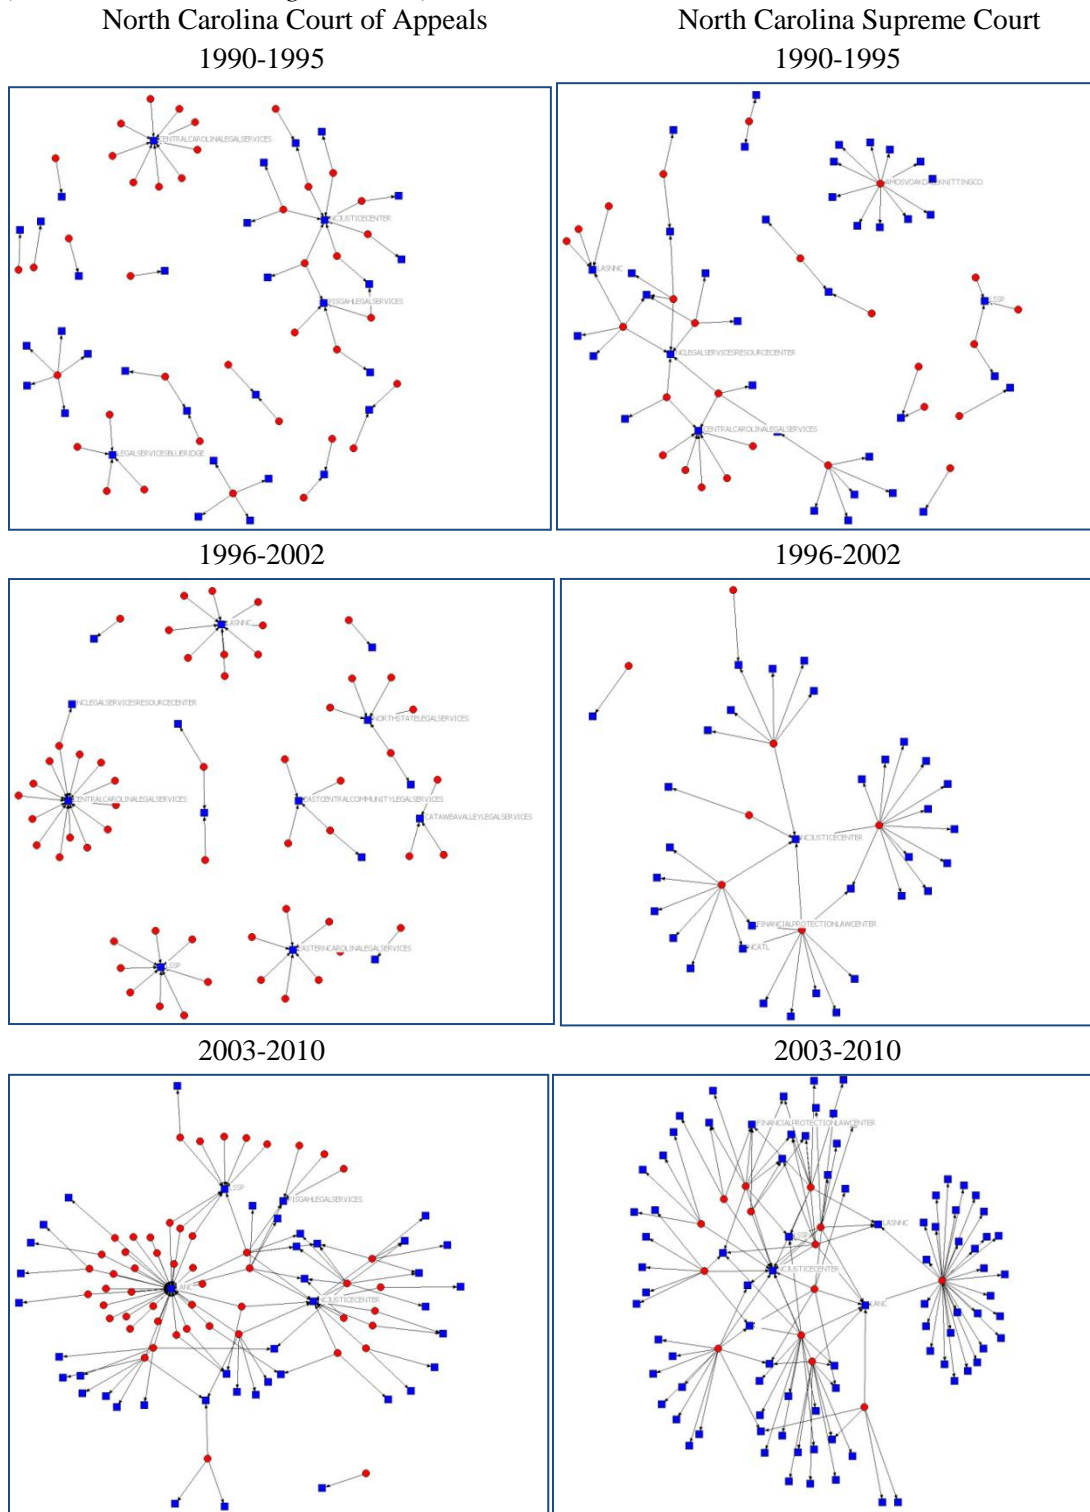 North Carolina Court of Appeals
North Carolina Supreme Court
1990-1995
1990-1995
CENTRALCAROLINALEGALSERVICES
NCJUSTICECENTER
PISGAHLEGALSERVICES
LEGALSERVICESBLUERIDGE
LASNNC
LSSP
NCLEGALSERVICESRESOURCECENTER
CENTRALCAROLINALEGALSERVICES
1996-2002
1996-2002
LASNNC
NCLEGALSERVICESRESOURCECENTER
NORTHSTATELEGALSERVICES
CENTRALCAROLINALEGALSERVICES
EASTCENTRALCOMMUNITYLEGALSERVICES
CATAWBAVALLEYLEGALSERVICES
EASTERNCAROLINALEGALSERVICES
LSSP
NCJUSTICECENTER
FINANCIALPROTECTIONLAWCENTER
NCATL
2003-2010
2003-2010
LSSP
PISGAHLEGALSERVICES
LANC
NCJUSTICECENTER
FINANCIALPROTECTIONLAWCENTER
LASNNC
LSSP
NCJUSTICECENTER
LANC